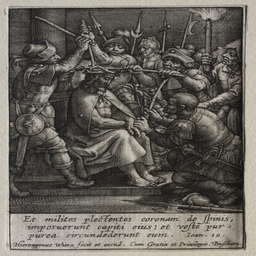 Et milites plectentes coronam de spinis,
imposuerunt capiti eius: et veste pur-
purea circundederunt eum. Ioan. 19.
Hieronymus Wierx fecit et excud. Cum Gratia et Privilegio. Buschere.